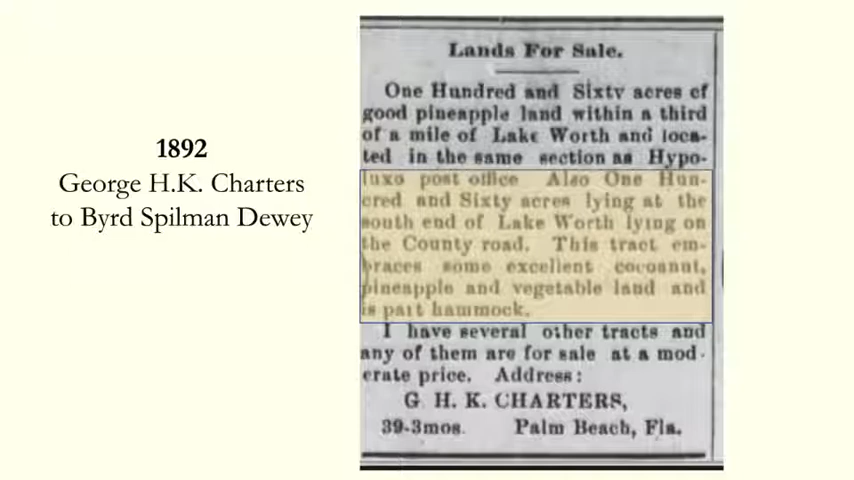 1892
George H.K. Charters
to Byrd Spilman Dewey
Lands For Sale.
One Hundred and Sixty acres of
good pineapple land within a third
of a mile of Lake Worth and loca-
ted in the same section as Hypo-
luxo post office Also One Hun-
cred and Sixty acres lying at the
south end of Lake Worth lying on
the County road. This tract em-
braces some excellent cocoanut,
pineapple and vegetable land and
is part hammock.
I have several other tracts and
any of them are for sale at a mod-
erate price. Address:
G. H. K. CHARTERS,
39-3mos. Palm Beach, Fla.